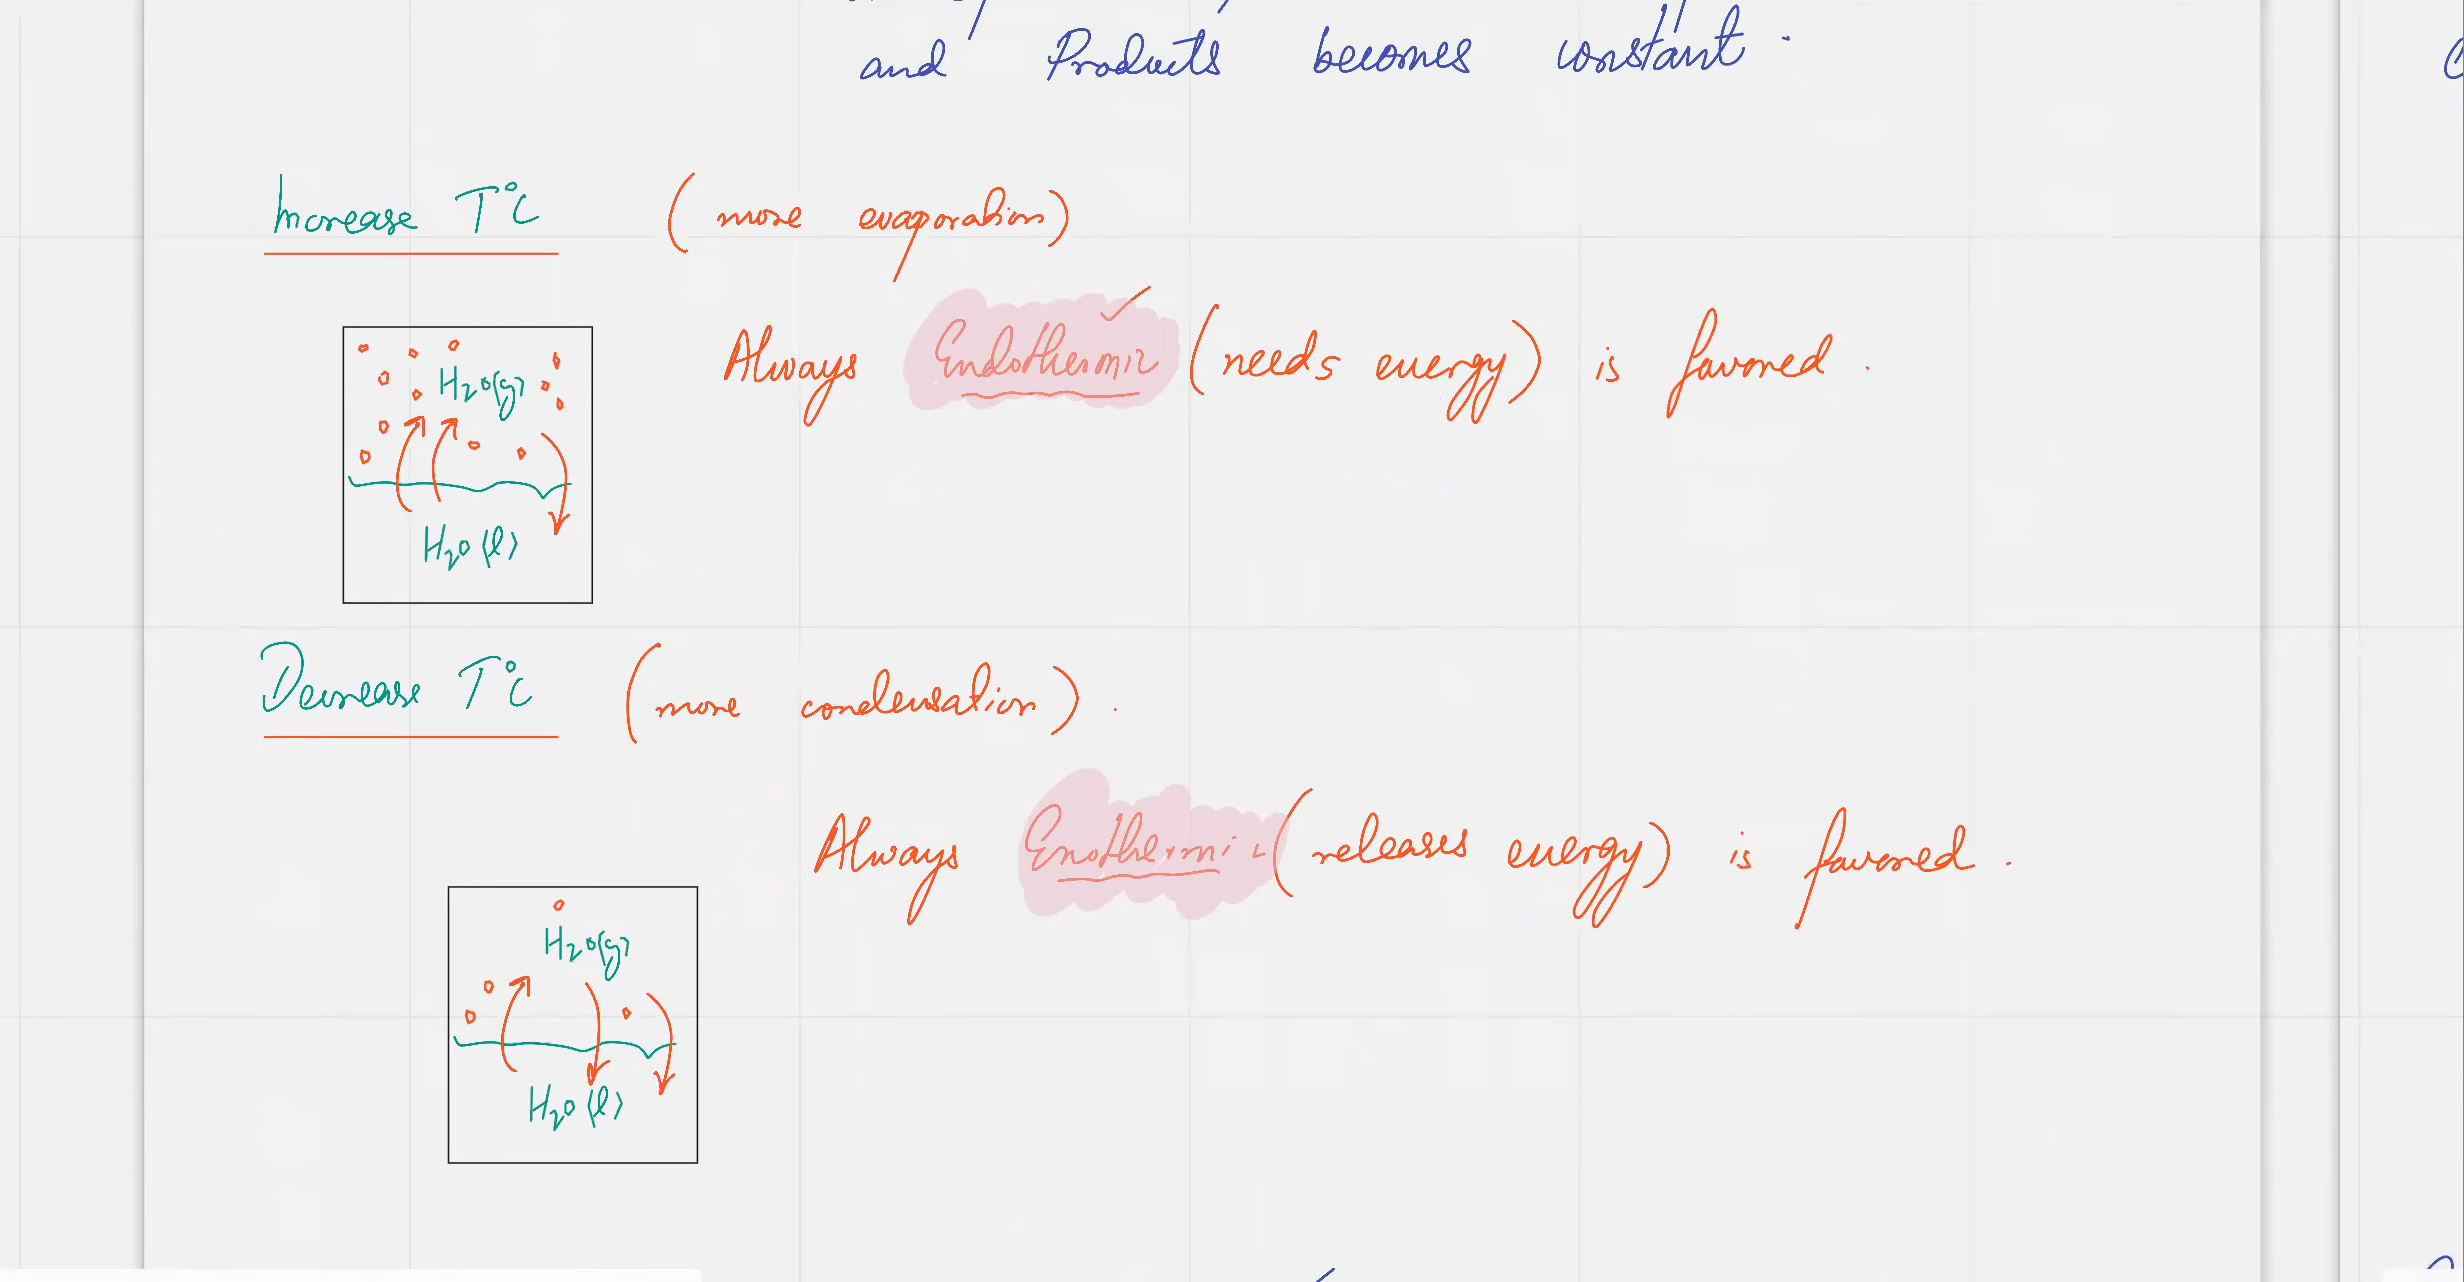 and Products becomes constant.
Increase T°C (more evaporation)
Always Endothermic (needs energy) is favored.
H2O(g)
H2O(l)
Decrease T°C (more condensation).
Always Exothermic (releases energy) is favored.
H2O(g)
H2O(l)